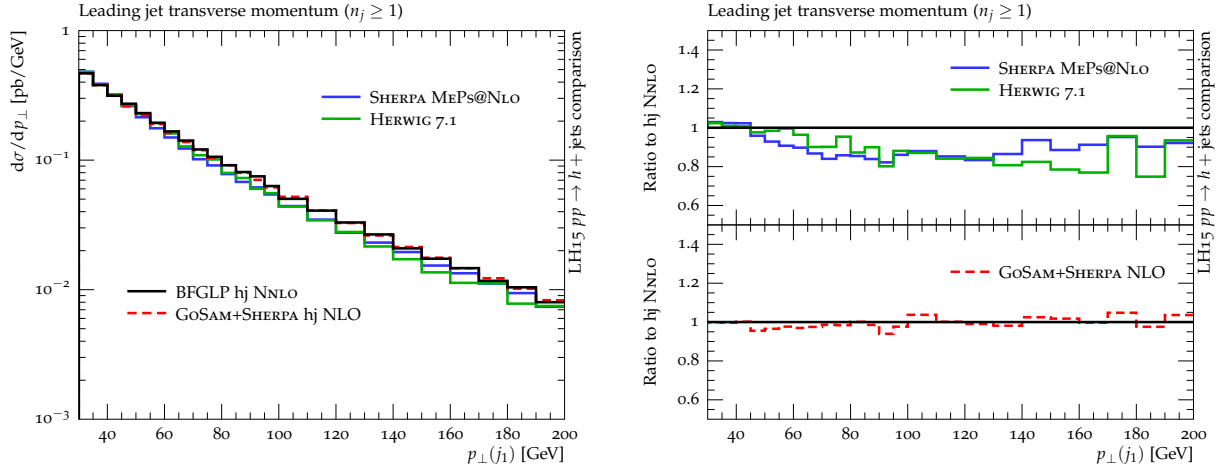 Leading jet transverse momentum (nj ≥ 1)
dσ/dp⊥ [pb/GeV]
1
10−1
10−2
10−3
SHERPA MEPS@NLO
HERWIG 7.1
BFGLP hj NNLO
GOSAM+SHERPA hj NLO
40 60 80 100 120 140 160 180 200
p⊥(j1) [GeV]
LH15 pp → h + jets comparison
Leading jet transverse momentum (nj ≥ 1)
Ratio to hj NNLO
1.4
1.2
1
0.8
0.6
SHERPA MEPS@NLO
HERWIG 7.1
Ratio to hj NNLO
1.4
1.2
1
0.8
0.6
GOSAM+SHERPA NLO
40 60 80 100 120 140 160 180 200
p⊥(j1) [GeV]
LH15 pp → h + jets comparison